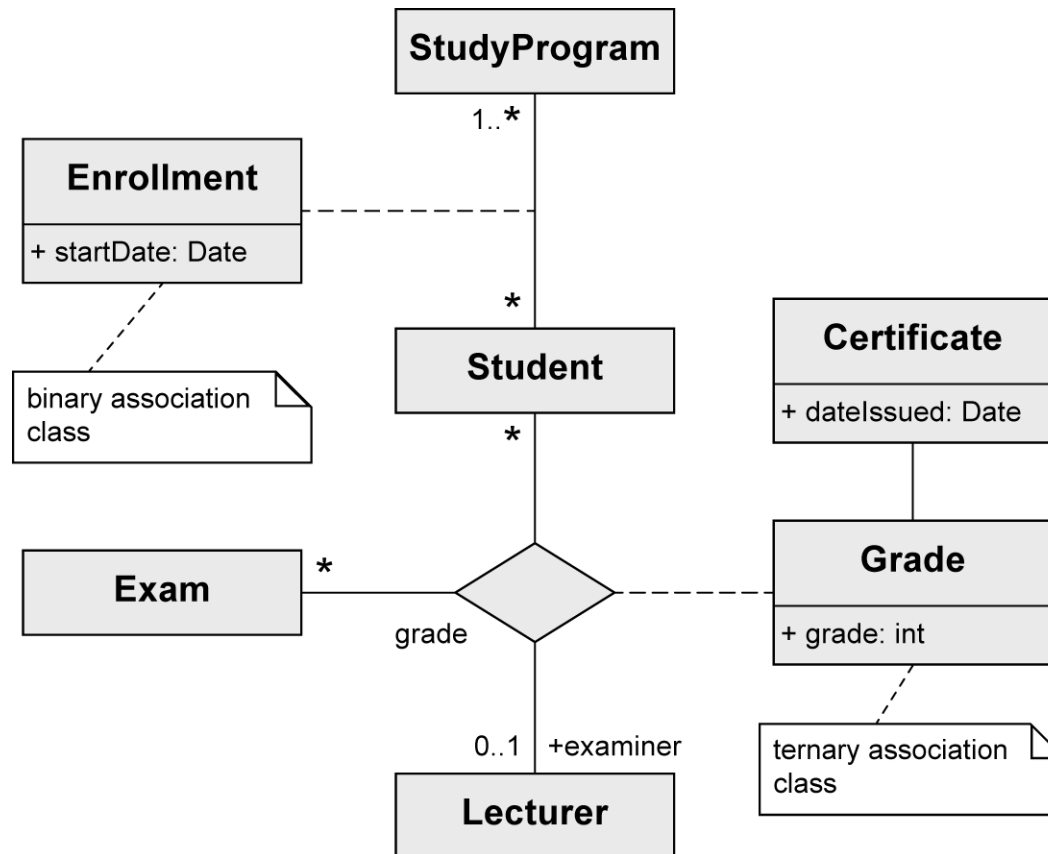 StudyProgram
1..*
Enrollment
+ startDate: Date
*
binary association
class
Student
*
Certificate
+ dateIssued: Date
Exam
*
grade
Grade
+ grade: int
0..1 +examiner
Lecturer
ternary association
class